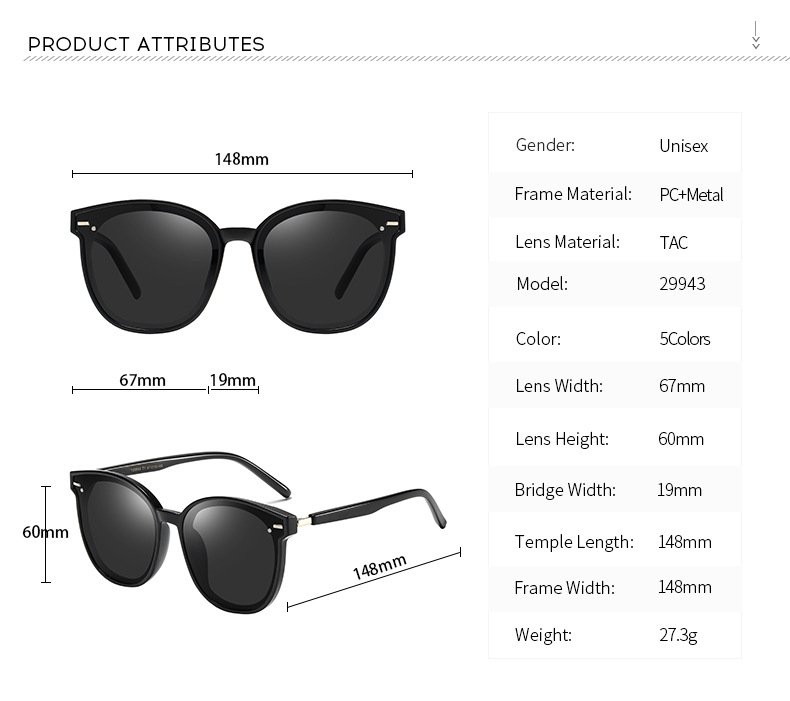 PRODUCT ATTRIBUTES
148mm
67mm 19mm
60mm
148mm
Gender: Unisex
Frame Material: PC+Metal
Lens Material: TAC
Model: 29943
Color: 5Colors
Lens Width: 67mm
Lens Height: 60mm
Bridge Width: 19mm
Temple Length: 148mm
Frame Width: 148mm
Weight: 27.3g